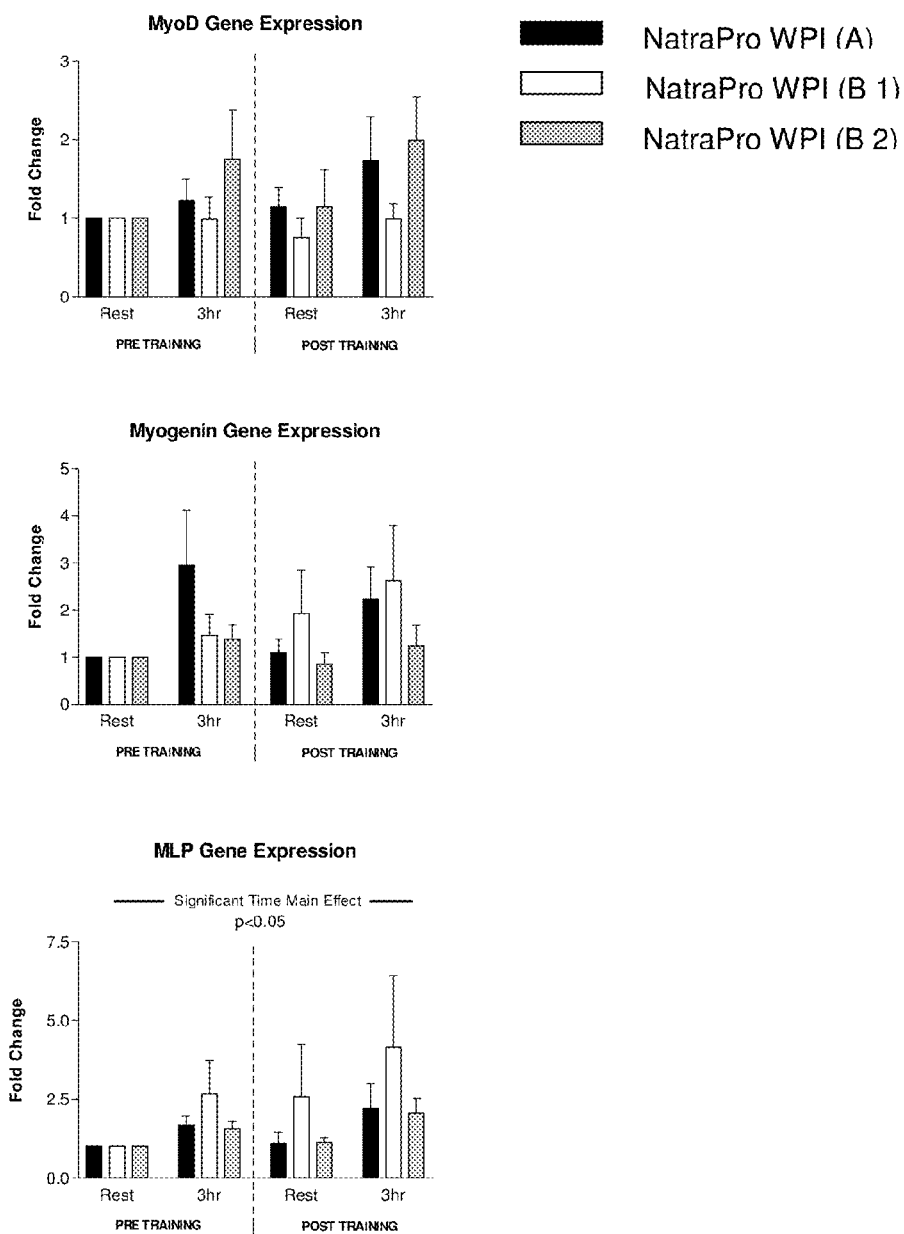 MyoD Gene Expression
NatraPro WPI (A)
NatraPro WPI (B 1)
NatraPro WPI (B 2)
3
2
1
0
Fold Change
Rest 3hr Rest 3hr
PRE TRAINING POST TRAINING
Myogenin Gene Expression
5
4
3
2
1
0
Fold Change
Rest 3hr Rest 3hr
PRE TRAINING POST TRAINING
MLP Gene Expression
Significant Time Main Effect
p<0.05
7.5
5.0
2.5
0.0
Fold Change
Rest 3hr Rest 3hr
PRE TRAINING POST TRAINING